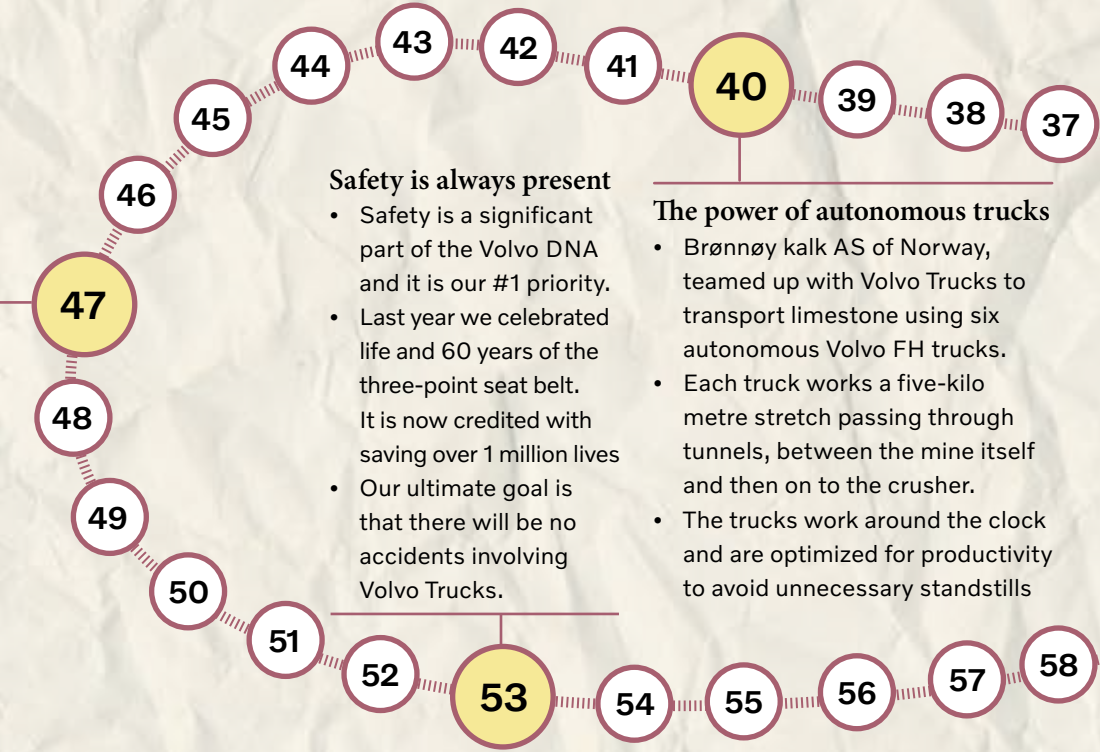 43
42
41
44
40
39
38
37
45
46
47
48
49
50
51
52
53
54
55
56
57
58
Safety is always present
• Safety is a significant
part of the Volvo DNA
and it is our #1 priority.
• Last year we celebrated
life and 60 years of the
three-point seat belt.
It is now credited with
saving over 1 million lives
• Our ultimate goal is
that there will be no
accidents involving
Volvo Trucks.
The power of autonomous trucks
• Brønnøy kalk AS of Norway,
teamed up with Volvo Trucks to
transport limestone using six
autonomous Volvo FH trucks.
• Each truck works a five-kilo
metre stretch passing through
tunnels, between the mine itself
and then on to the crusher.
• The trucks work around the clock
and are optimized for productivity
to avoid unnecessary standstills